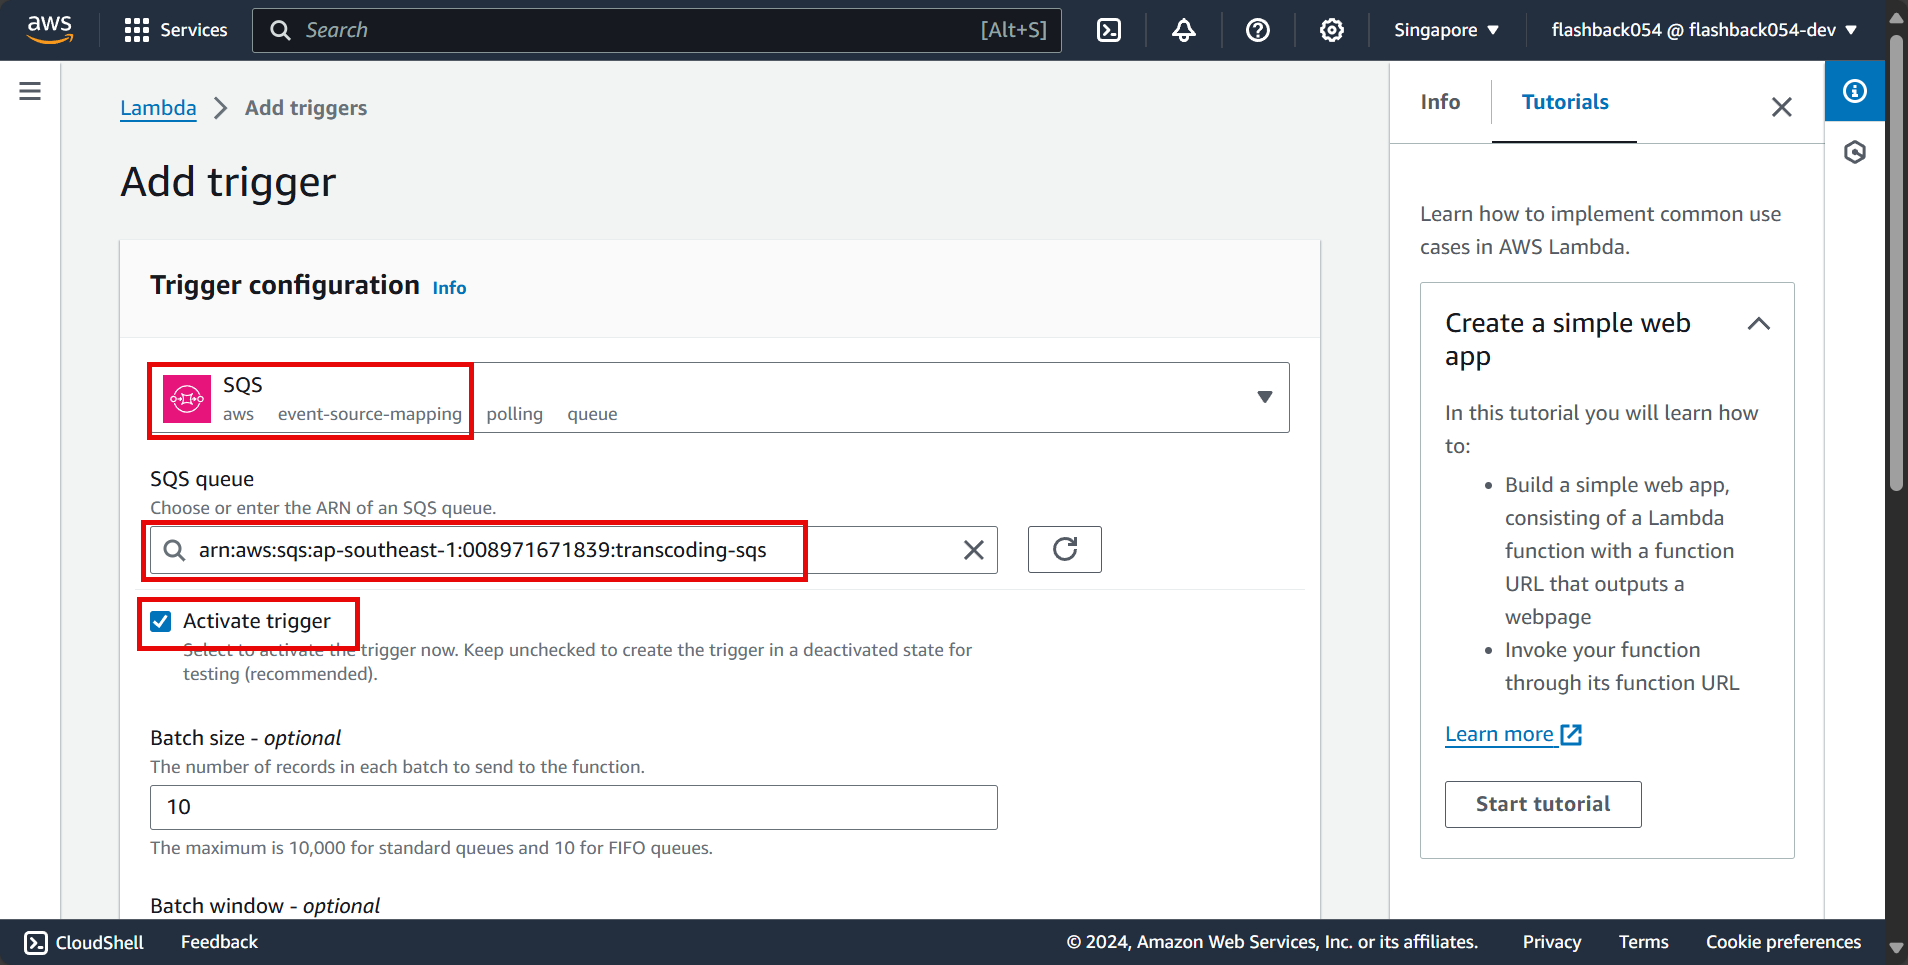 aws
Services
Search
[Alt+S]
Singapore
flashback054 @ flashback054-dev
Lambda
Add triggers
Add trigger
Trigger configuration Info
SQS
aws event-source-mapping polling queue
SQS queue
Choose or enter the ARN of an SQS queue.
arn:aws:sqs:ap-southeast-1:008971671839:transcoding-sqs
Activate trigger
Select to activate the trigger now. Keep unchecked to create the trigger in a deactivated state for
testing (recommended).
Batch size - optional
The number of records in each batch to send to the function.
10
The maximum is 10,000 for standard queues and 10 for FIFO queues.
Batch window - optional
Info
Tutorials
Learn how to implement common use
cases in AWS Lambda.
Create a simple web
app
In this tutorial you will learn how
to:
• Build a simple web app,
consisting of a Lambda
function with a function
URL that outputs a
webpage
• Invoke your function
through its function URL
Learn more
Start tutorial
CloudShell
Feedback
© 2024, Amazon Web Services, Inc. or its affiliates.
Privacy
Terms
Cookie preferences